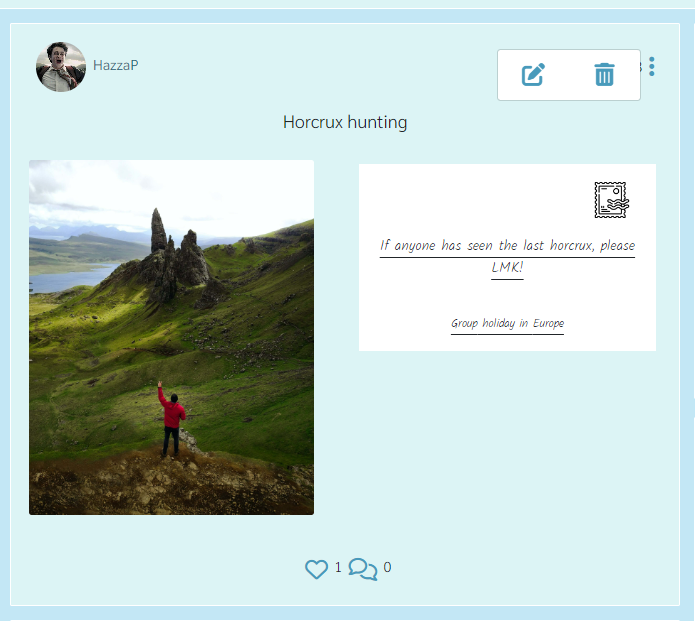 HazzaP
Horcrux hunting
If anyone has seen the last horcrux, please
LMK!
Group holiday in Europe
1
0